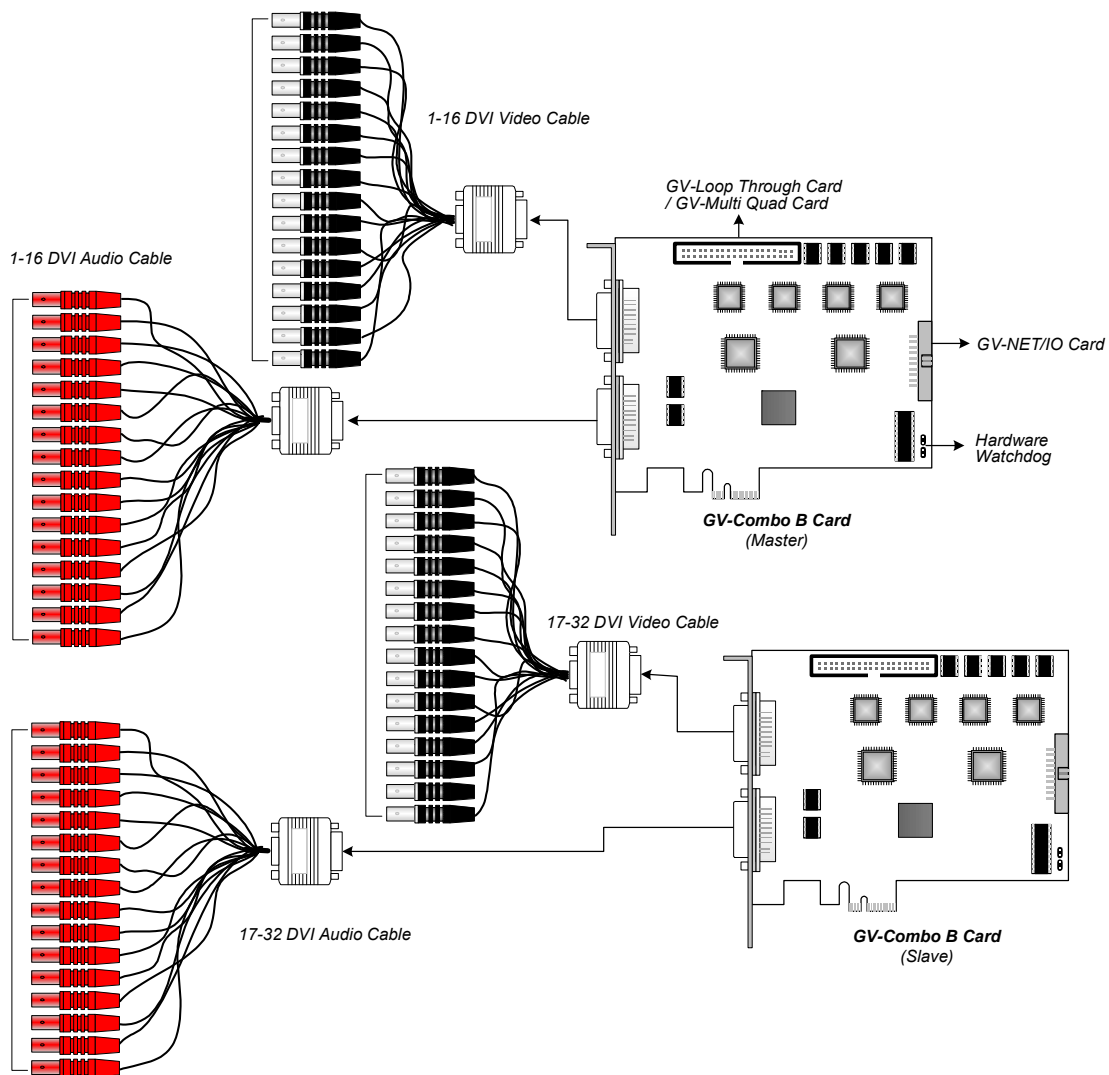 1-16 DVI Video Cable
GV-Loop Through Card
/ GV-Multi Quad Card
1-16 DVI Audio Cable
GV-NET/IO Card
Hardware
Watchdog
GV-Combo B Card
(Master)
17-32 DVI Video Cable
17-32 DVI Audio Cable
GV-Combo B Card
(Slave)